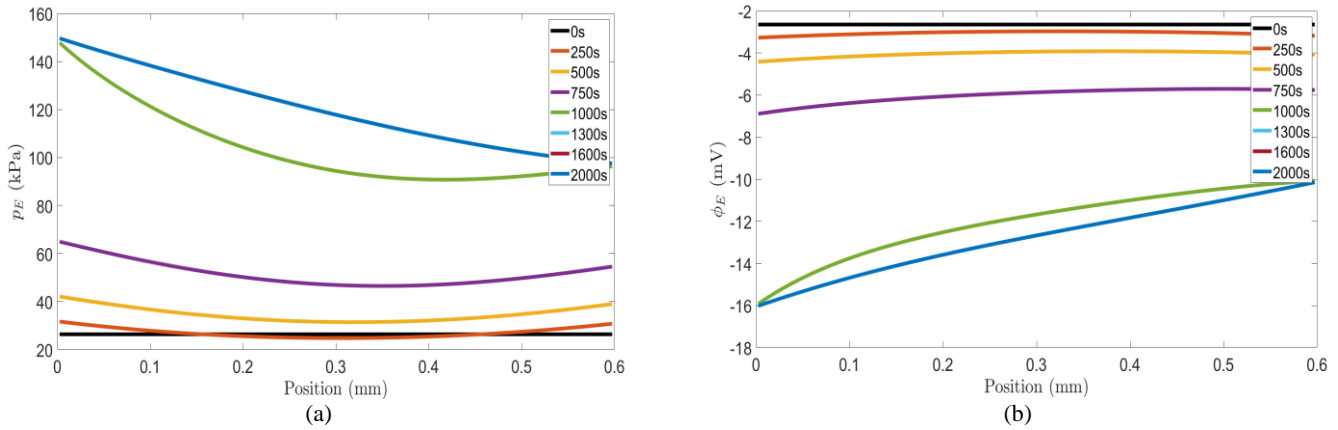 160
140
120
100
80
60
40
20
p_E (kPa)
0 0.1 0.2 0.3 0.4 0.5 0.6
Position (mm)
0s
250s
500s
750s
1000s
1300s
1600s
2000s
(a)
-2
-4
-6
-8
-10
-12
-14
-16
-18
ϕ_E (mV)
0 0.1 0.2 0.3 0.4 0.5 0.6
Position (mm)
0s
250s
500s
750s
1000s
1300s
1600s
2000s
(b)